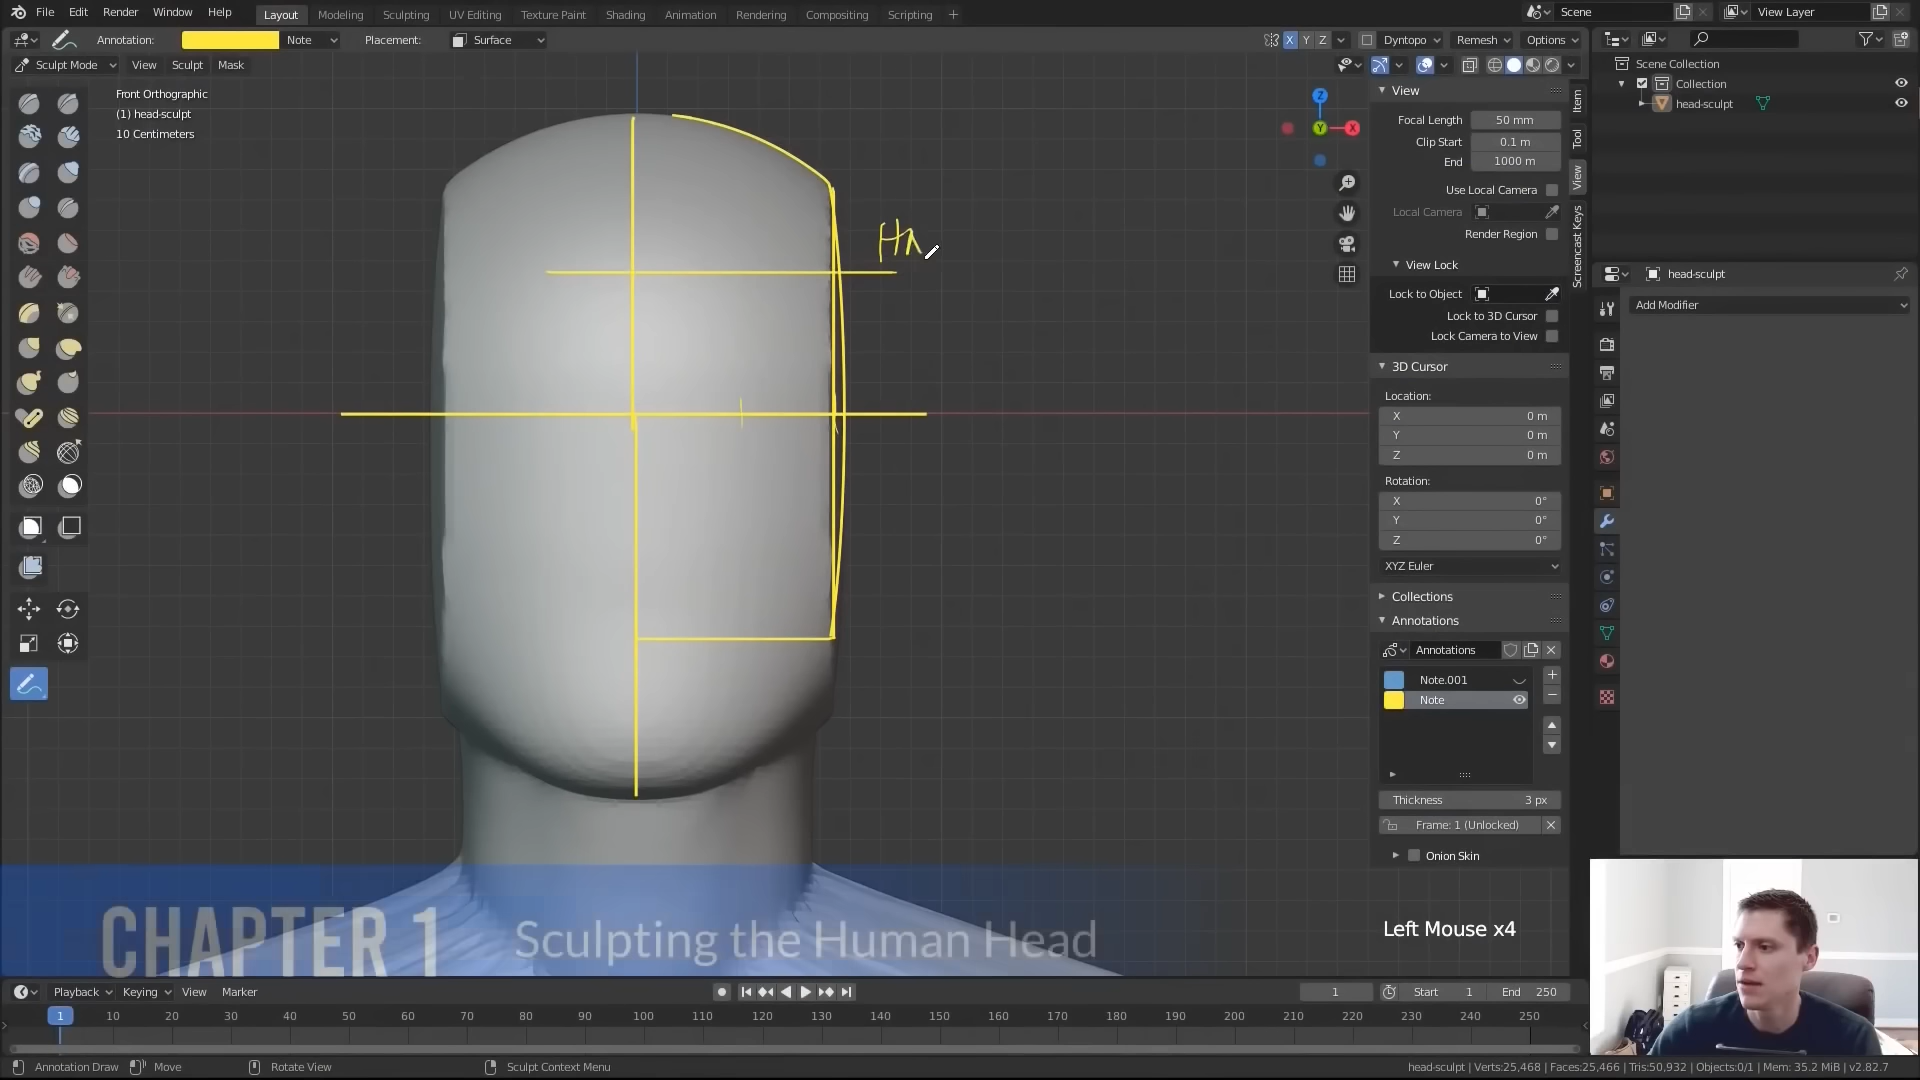 File Edit Render Window Help Layout Modeling Sculpting UV Editing Texture Paint Shading Animation Rendering Compositing Scripting + Scene View Layer
Annotation: Note Placement: Surface X Y Z Dyntopo Remesh Options
Sculpt Mode View Sculpt Mask
Front Orthographic
(1) head-sculpt
10 Centimeters
Z
Y
X
View
Focal Length 50 mm
Clip Start 0.1 m
End 1000 m
Use Local Camera
Local Camera
Render Region
View Lock
Lock to Object
Lock to 3D Cursor
Lock Camera to View
3D Cursor
Location:
X 0 m
Y 0 m
Z 0 m
Rotation:
X 0°
Y 0°
Z 0°
XYZ Euler
Collections
Annotations
Annotations
Note.001
Note
Thickness 3 px
Frame: 1 (Unlocked)
Onion Skin
Item
Tool
View
Screencast Keys
Scene Collection
Collection
head-sculpt
head-sculpt
Add Modifier
CHAPTER 1 Sculpting the Human Head
Left Mouse x4
Playback Keying View Marker 1 Start 1 End 250
1 10 20 30 40 50 60 70 80 90 100 110 120 130 140 150 160 170 180 190 200 210 220 230 240 250
Annotation Draw Move Rotate View Sculpt Context Menu head-sculpt | Verts:25,468 | Faces:25,466 | Tris:50,932 | Objects:0/1 | Mem: 35.2 MiB | v2.82.7